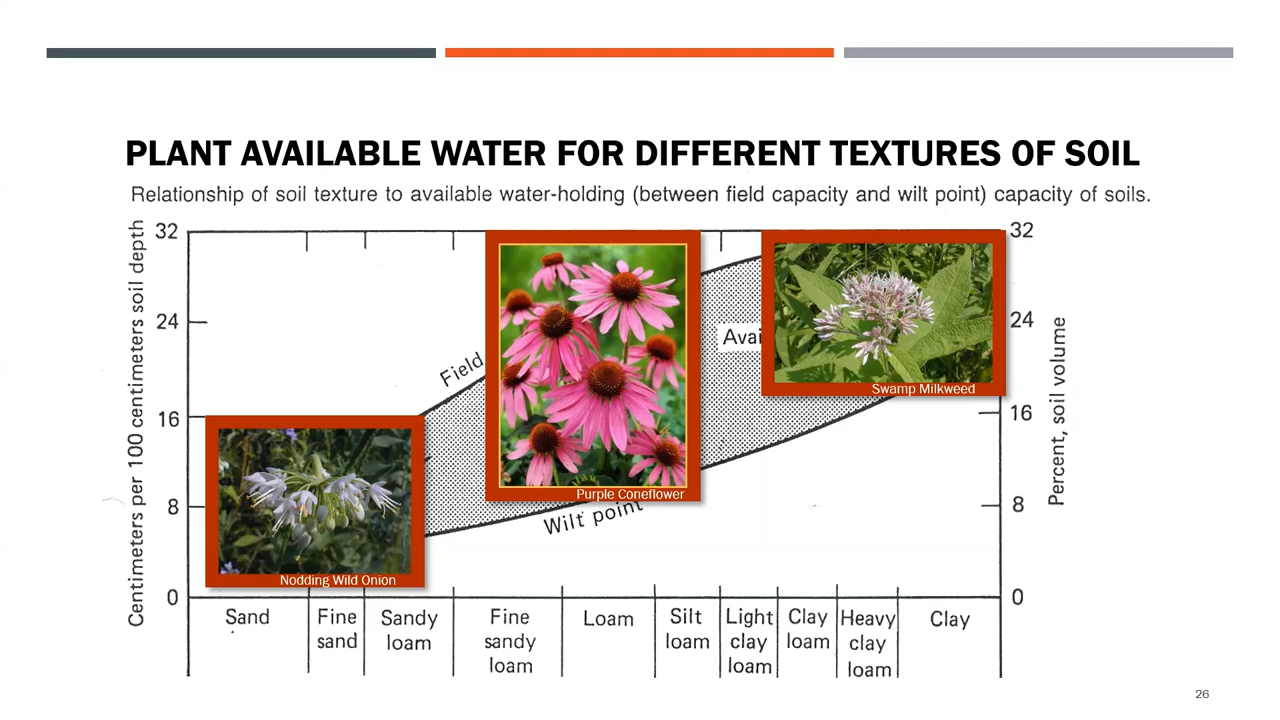 PLANT AVAILABLE WATER FOR DIFFERENT TEXTURES OF SOIL
Relationship of soil texture to available water-holding (between field capacity and wilt point) capacity of soils.
Centimeters per 100 centimeters soil depth
32
24
16
8
0
32
24
16
8
0
Percent, soil volume
Field
Avai
Wilt point
Nodding Wild Onion
Purple Coneflower
Swamp Milkweed
Sand
Fine
sand
Sandy
loam
Fine
sandy
loam
Loam
Silt
loam
Light
clay
loam
Clay
loam
Heavy
clay
loam
Clay
26